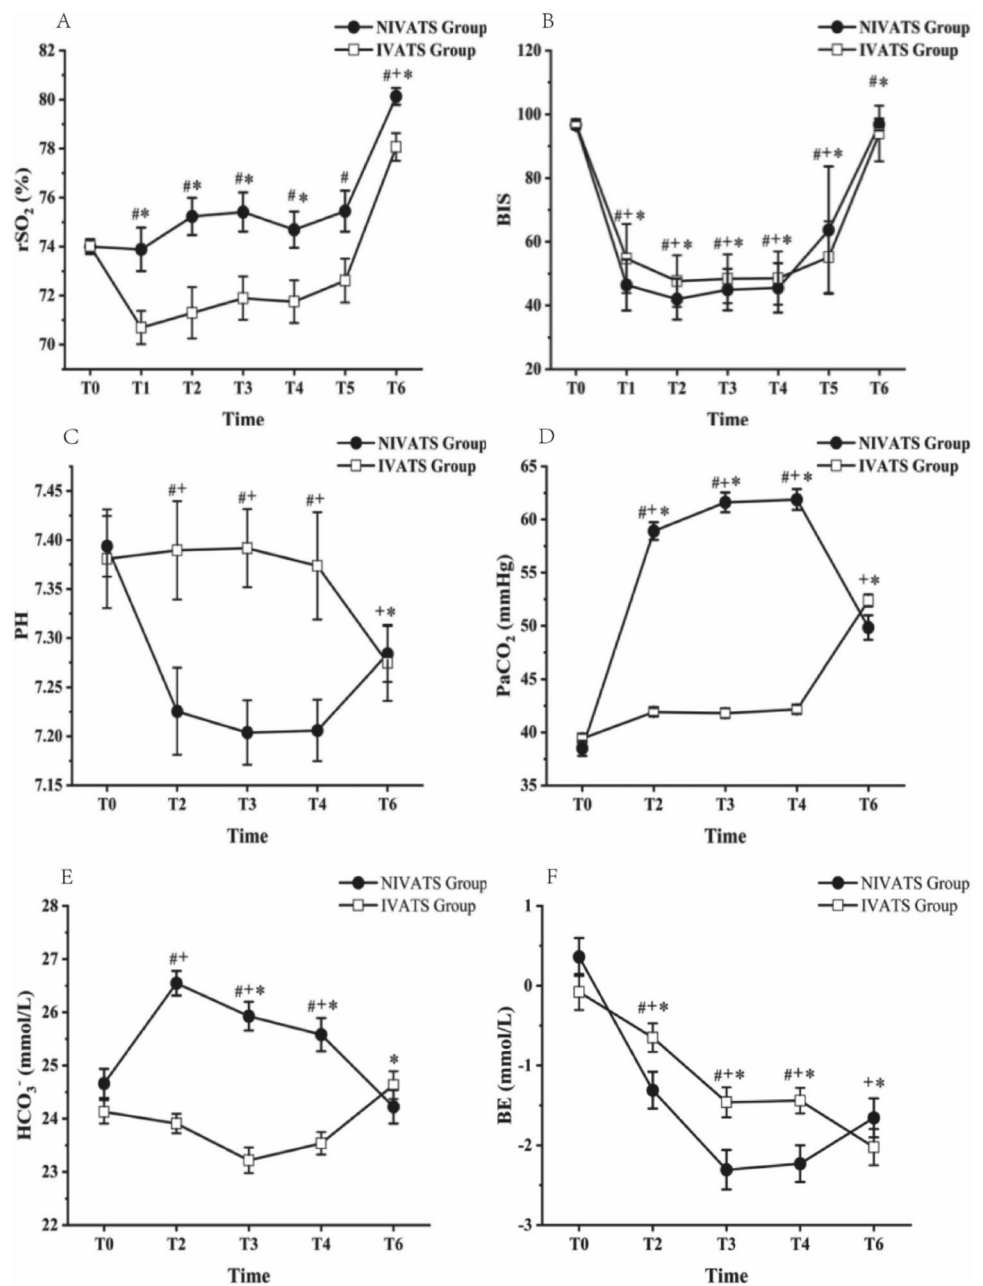 A
NIVATS Group
IVATS Group
82
80
78
76
74
72
70
rSO2 (%)
#*
#*
#*
#*
#
#+*
T0 T1 T2 T3 T4 T5 T6
Time
B
NIVATS Group
IVATS Group
120
100
80
60
40
20
BIS
#+*
#+*
#+*
#+*
#+*
#*
T0 T1 T2 T3 T4 T5 T6
Time
C
NIVATS Group
IVATS Group
7.45
7.40
7.35
7.30
7.25
7.20
7.15
PH
#+
#+
#+
+*
T0 T2 T3 T4 T6
Time
D
NIVATS Group
IVATS Group
65
60
55
50
45
40
35
PaCO2 (mmHg)
#+*
#+*
#+*
+*
T0 T2 T3 T4 T6
Time
E
NIVATS Group
IVATS Group
28
27
26
25
24
23
22
HCO3- (mmol/L)
#+
#+*
#+*
*
T0 T2 T3 T4 T6
Time
F
NIVATS Group
IVATS Group
1
0
-1
-2
-3
BE (mmol/L)
#+*
#+*
#+*
+*
T0 T2 T3 T4 T6
Time